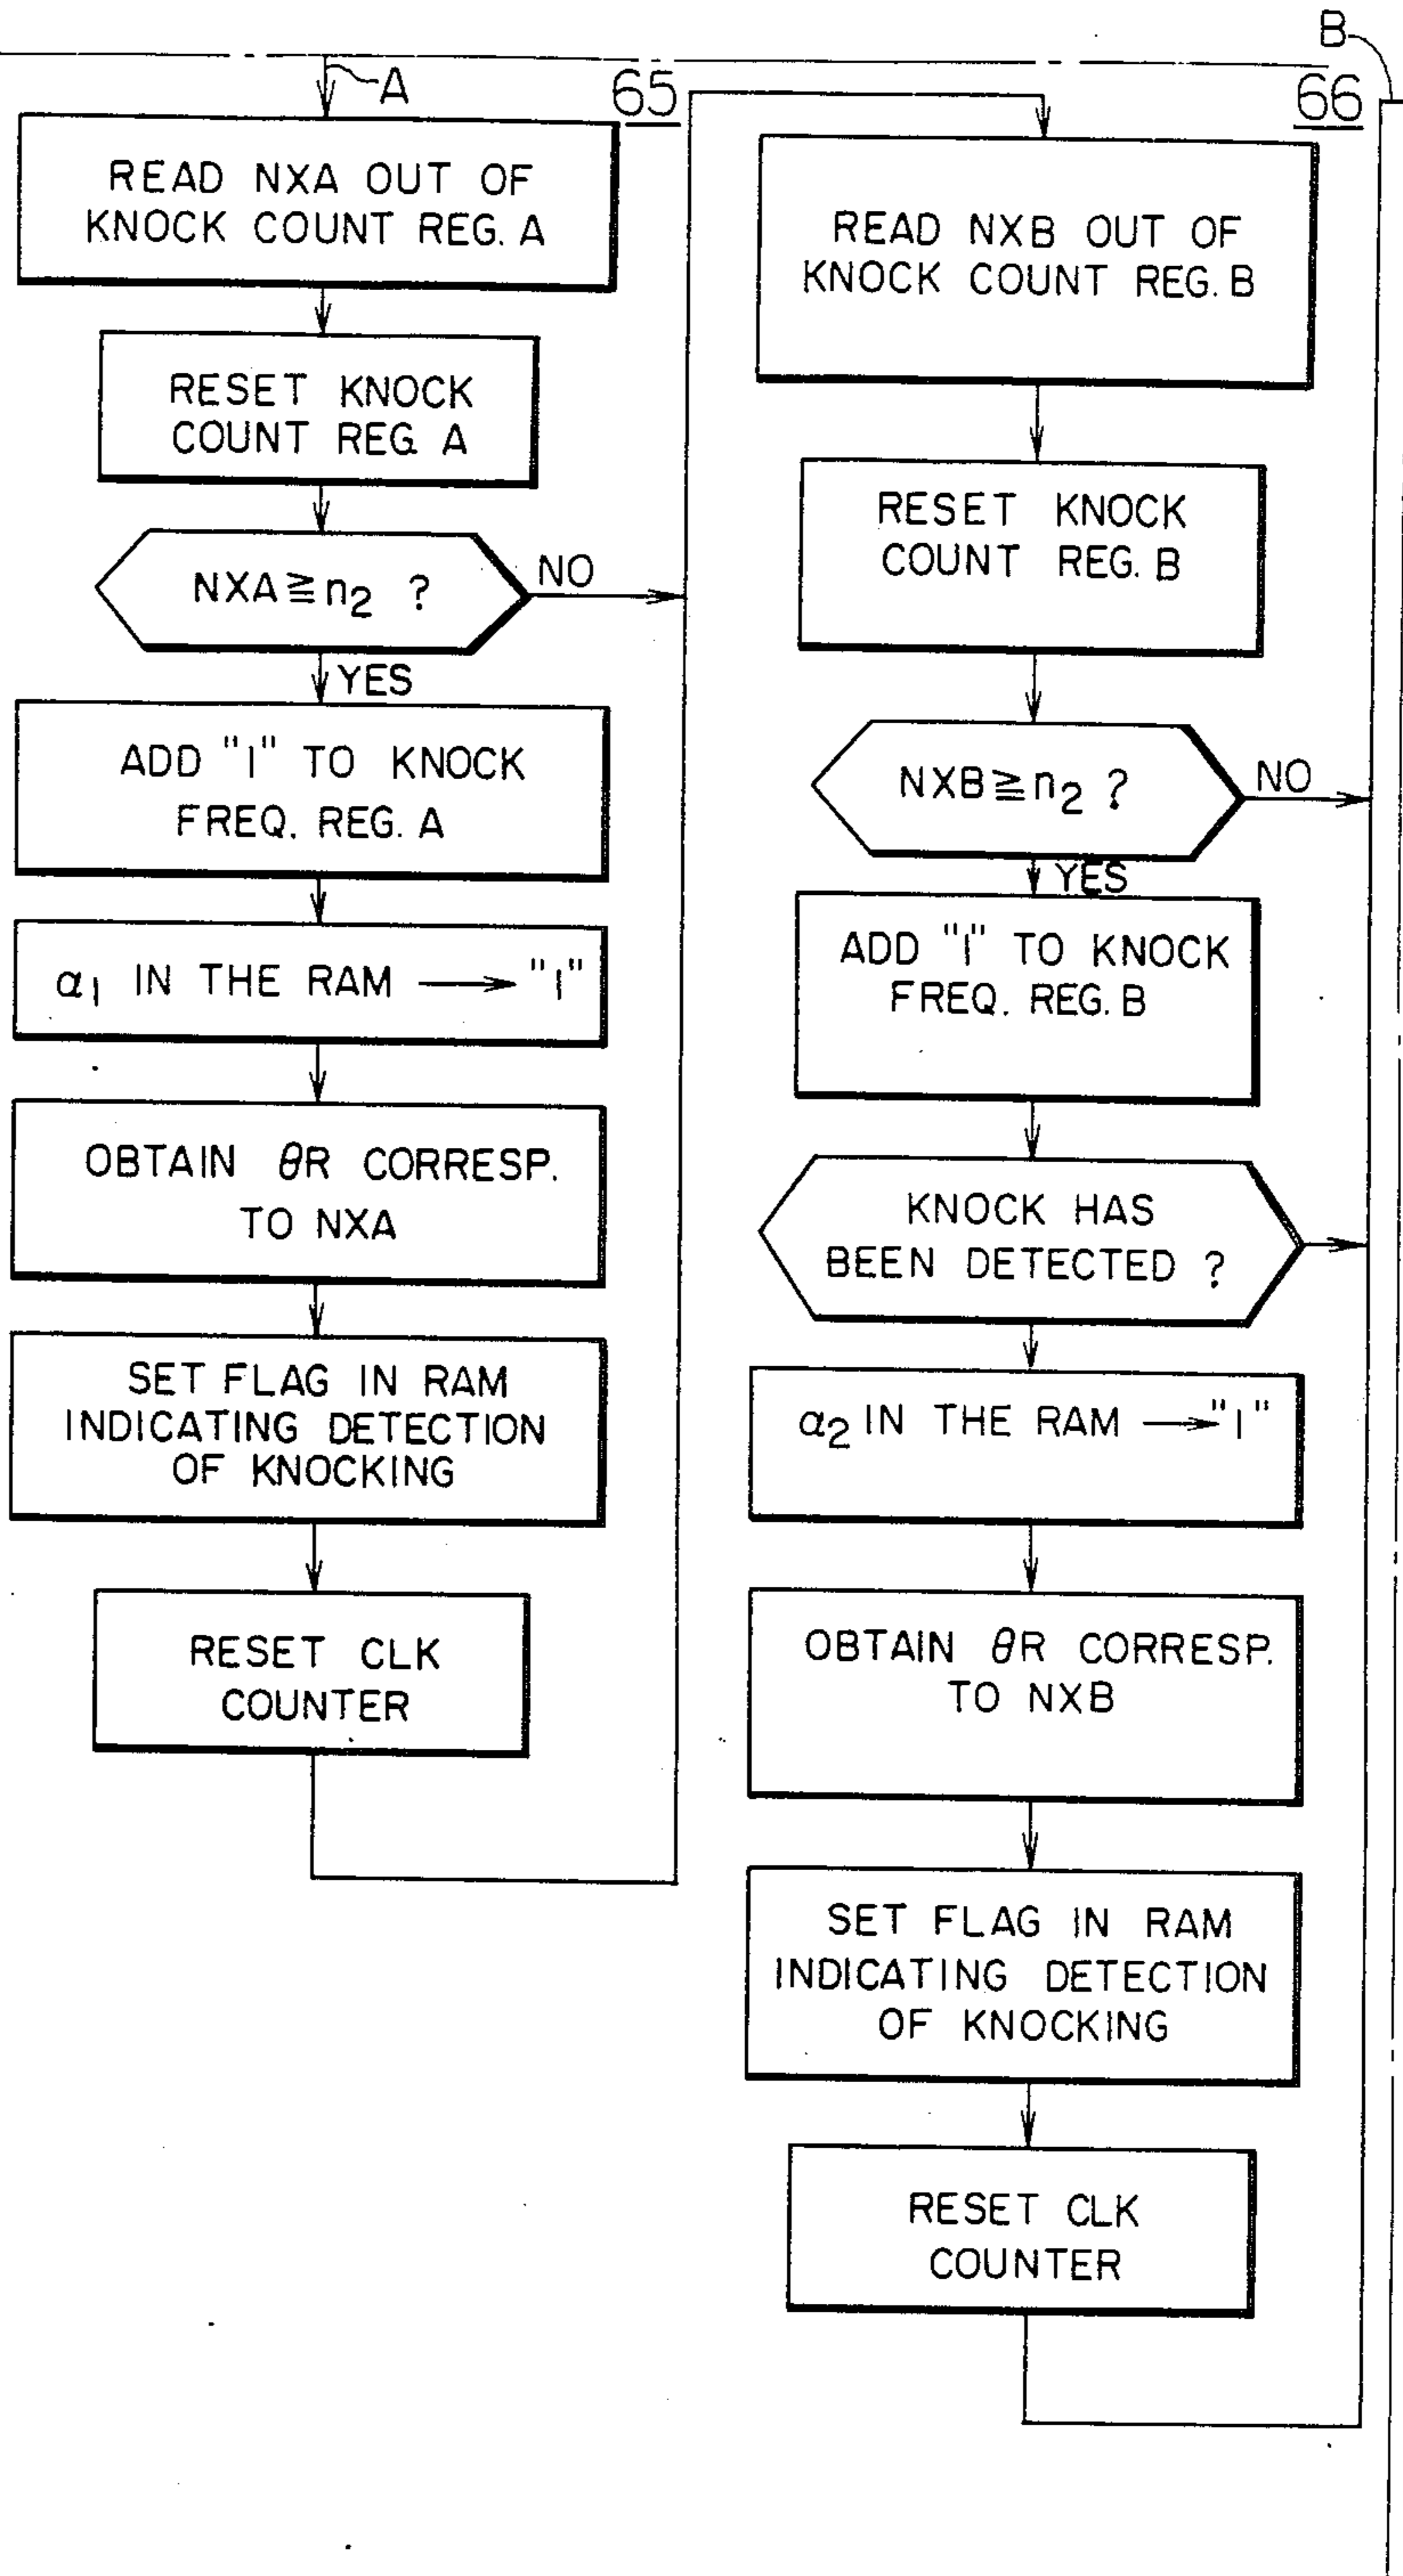 A
65
READ NXA OUT OF
KNOCK COUNT REG. A
RESET KNOCK
COUNT REG A
NXA ≧ n2 ?
NO
YES
ADD "1" TO KNOCK
FREQ. REG. A
α1 IN THE RAM → "1"
OBTAIN θR CORRESP.
TO NXA
SET FLAG IN RAM
INDICATING DETECTION
OF KNOCKING
RESET CLK
COUNTER
B
66
READ NXB OUT OF
KNOCK COUNT REG. B
RESET KNOCK
COUNT REG. B
NXB ≧ n2 ?
NO
YES
ADD "1" TO KNOCK
FREQ. REG. B
KNOCK HAS
BEEN DETECTED ?
α2 IN THE RAM → "1"
OBTAIN θR CORRESP.
TO NXB
SET FLAG IN RAM
INDICATING DETECTION
OF KNOCKING
RESET CLK
COUNTER